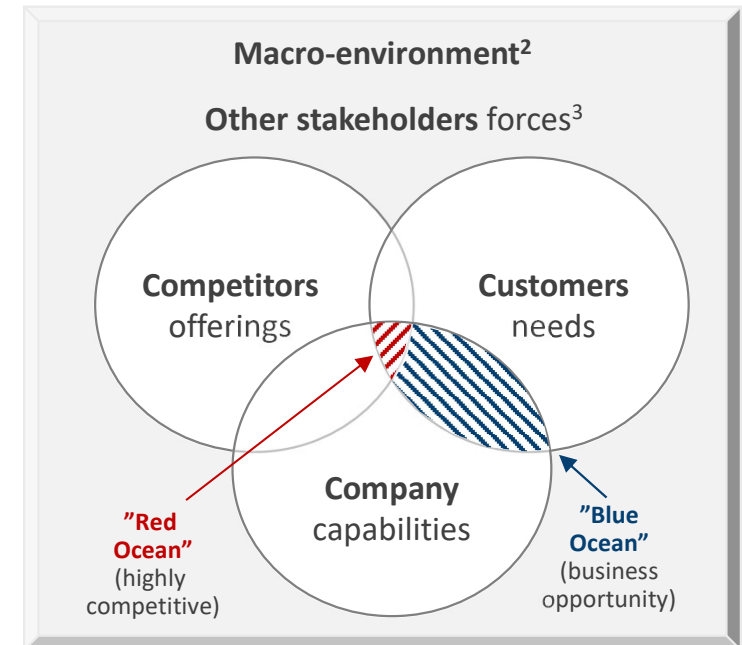 Macro-environment²
Other stakeholders forces³
Competitors
offerings
Customers
needs
Company
capabilities
”Red
Ocean”
(highly
competitive)
”Blue
Ocean”
(business
opportunity)